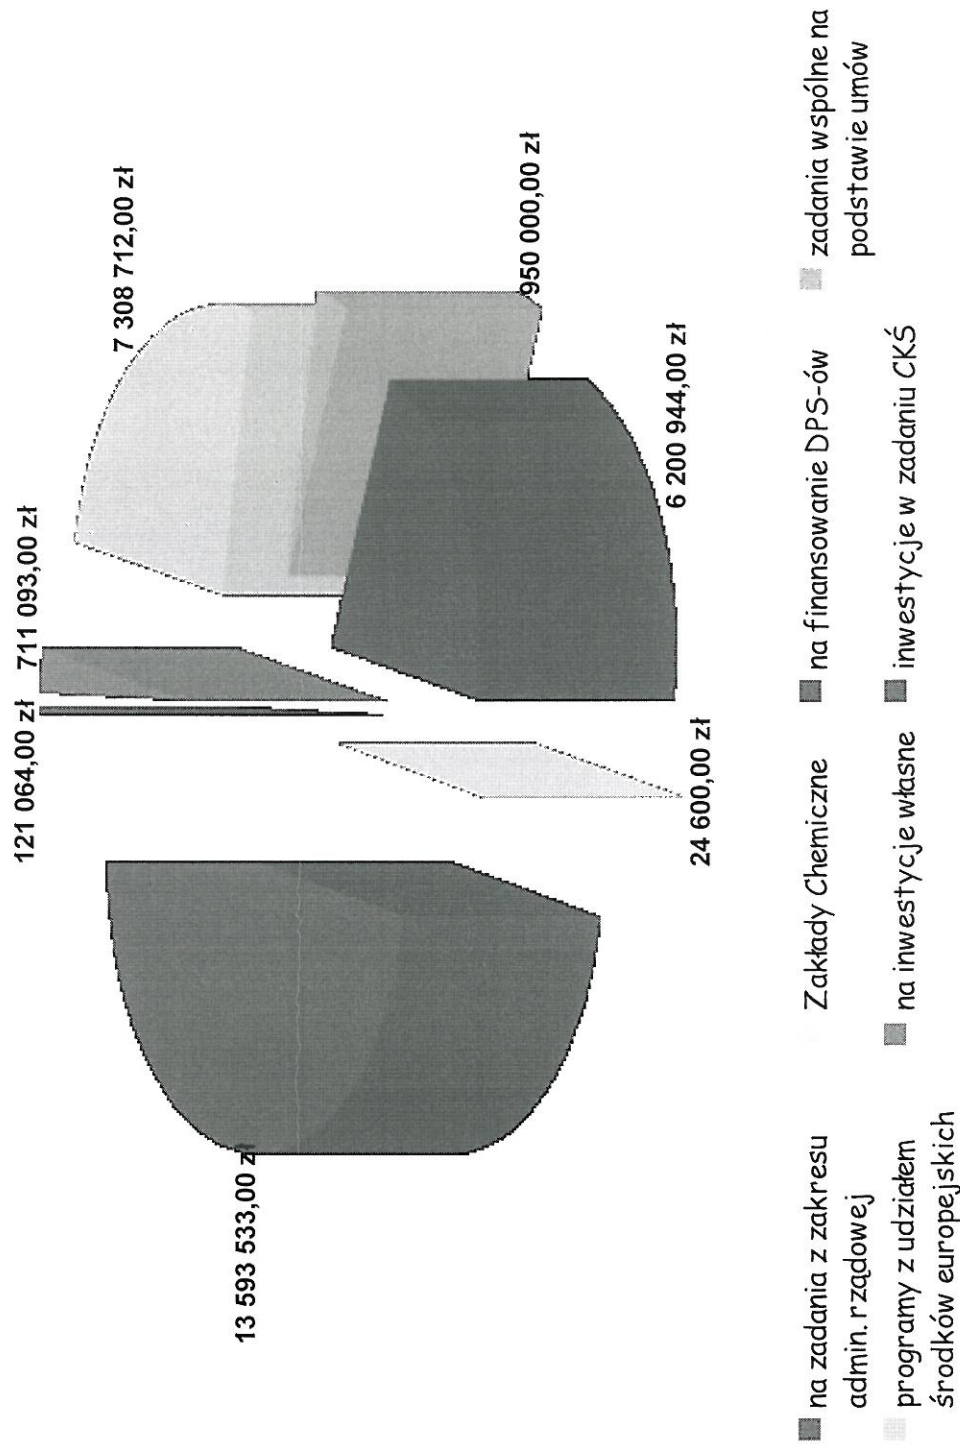 121 064,00 zł
711 093,00 zł
7 308 712,00 zł
13 593 533,00 zł
950 000,00 zł
24 600,00 zł
6 200 944,00 zł
na zadania z zakresu
admin. rządowej
Zakłady Chemiczne
na finansowanie DPS-ów
zadania wspólne na
podstawie umów
programy z udziałem
środków europejskich
na inwestycje własne
inwestycje w zadaniu CKŚ